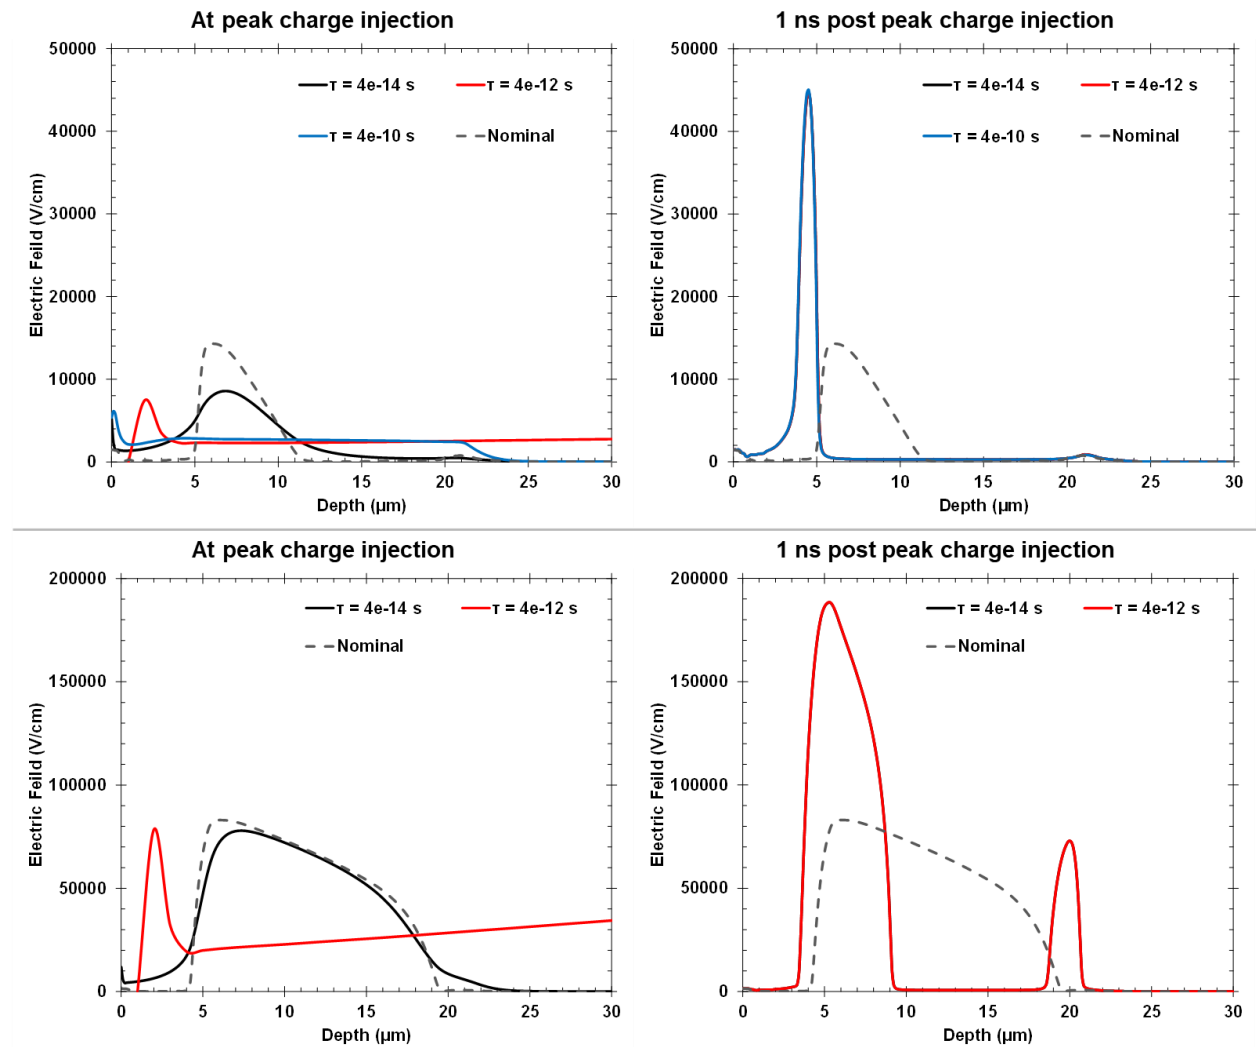 At peak charge injection
50000
40000
30000
20000
10000
0
Electric Feild (V/cm)
τ = 4e-14 s
τ = 4e-12 s
τ = 4e-10 s
Nominal
0 5 10 15 20 25 30
Depth (μm)
1 ns post peak charge injection
50000
40000
30000
20000
10000
0
Electric Feild (V/cm)
τ = 4e-14 s
τ = 4e-12 s
τ = 4e-10 s
Nominal
0 5 10 15 20 25 30
Depth (μm)
At peak charge injection
200000
150000
100000
50000
0
Electric Feild (V/cm)
τ = 4e-14 s
τ = 4e-12 s
Nominal
0 5 10 15 20 25 30
Depth (μm)
1 ns post peak charge injection
200000
150000
100000
50000
0
Electric Feild (V/cm)
τ = 4e-14 s
τ = 4e-12 s
Nominal
0 5 10 15 20 25 30
Depth (μm)